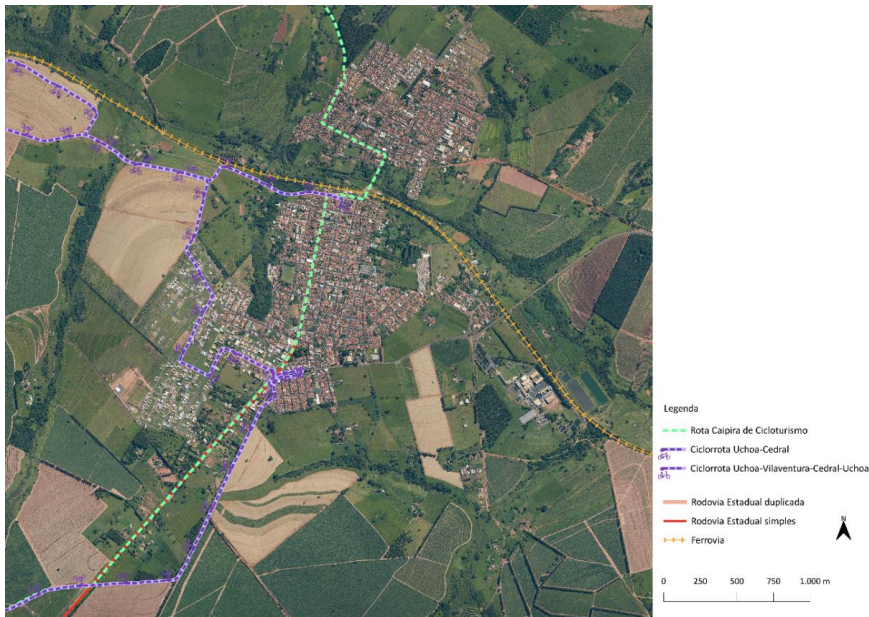 Legenda
Rota Caipira de Cicloturismo
Ciclorrota Uchoa-Cedral
Ciclorrota Uchoa-Vilaventura-Cedral-Uchoa
Rodovia Estadual duplicada
Rodovia Estadual simples
Ferrovia
N
0 250 500 750 1.000 m